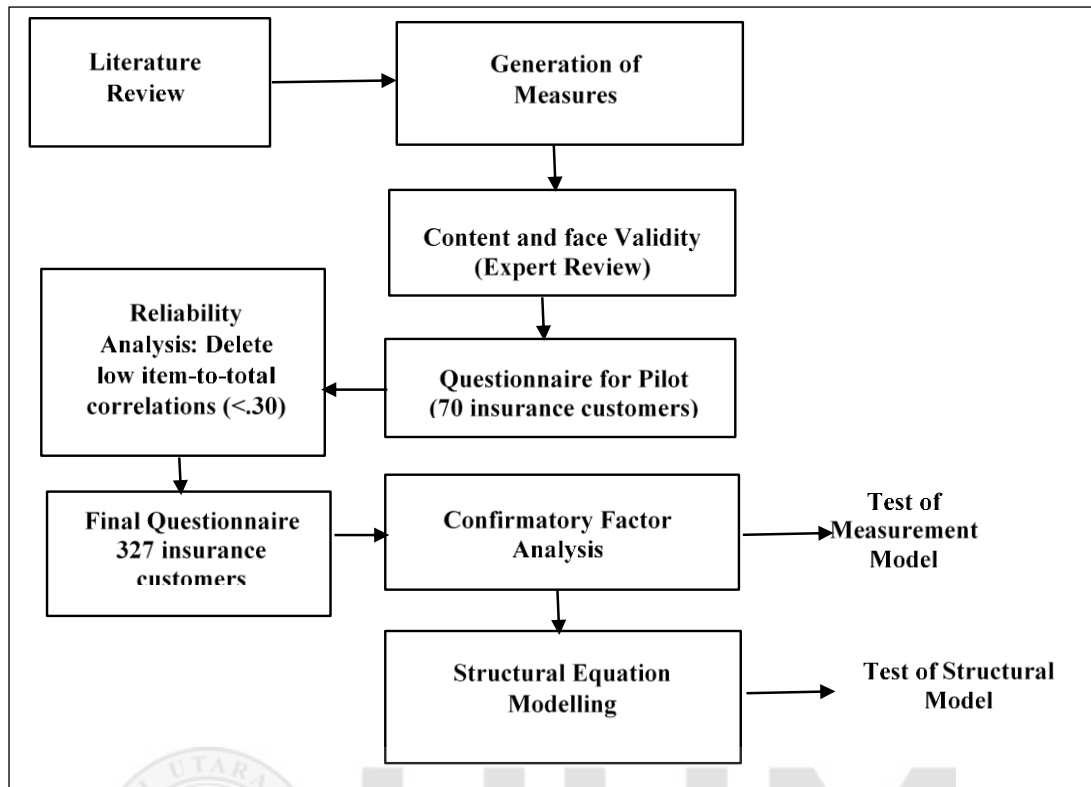 Literature
Review
Generation of
Measures
Content and face Validity
(Expert Review)
Reliability
Analysis: Delete
low item-to-total
correlations (<.30)
Questionnaire for Pilot
(70 insurance customers)
Final Questionnaire
327 insurance
customers
Confirmatory Factor
Analysis
Test of
Measurement
Model
Structural Equation
Modelling
Test of Structural
Model
UTARA
UUM